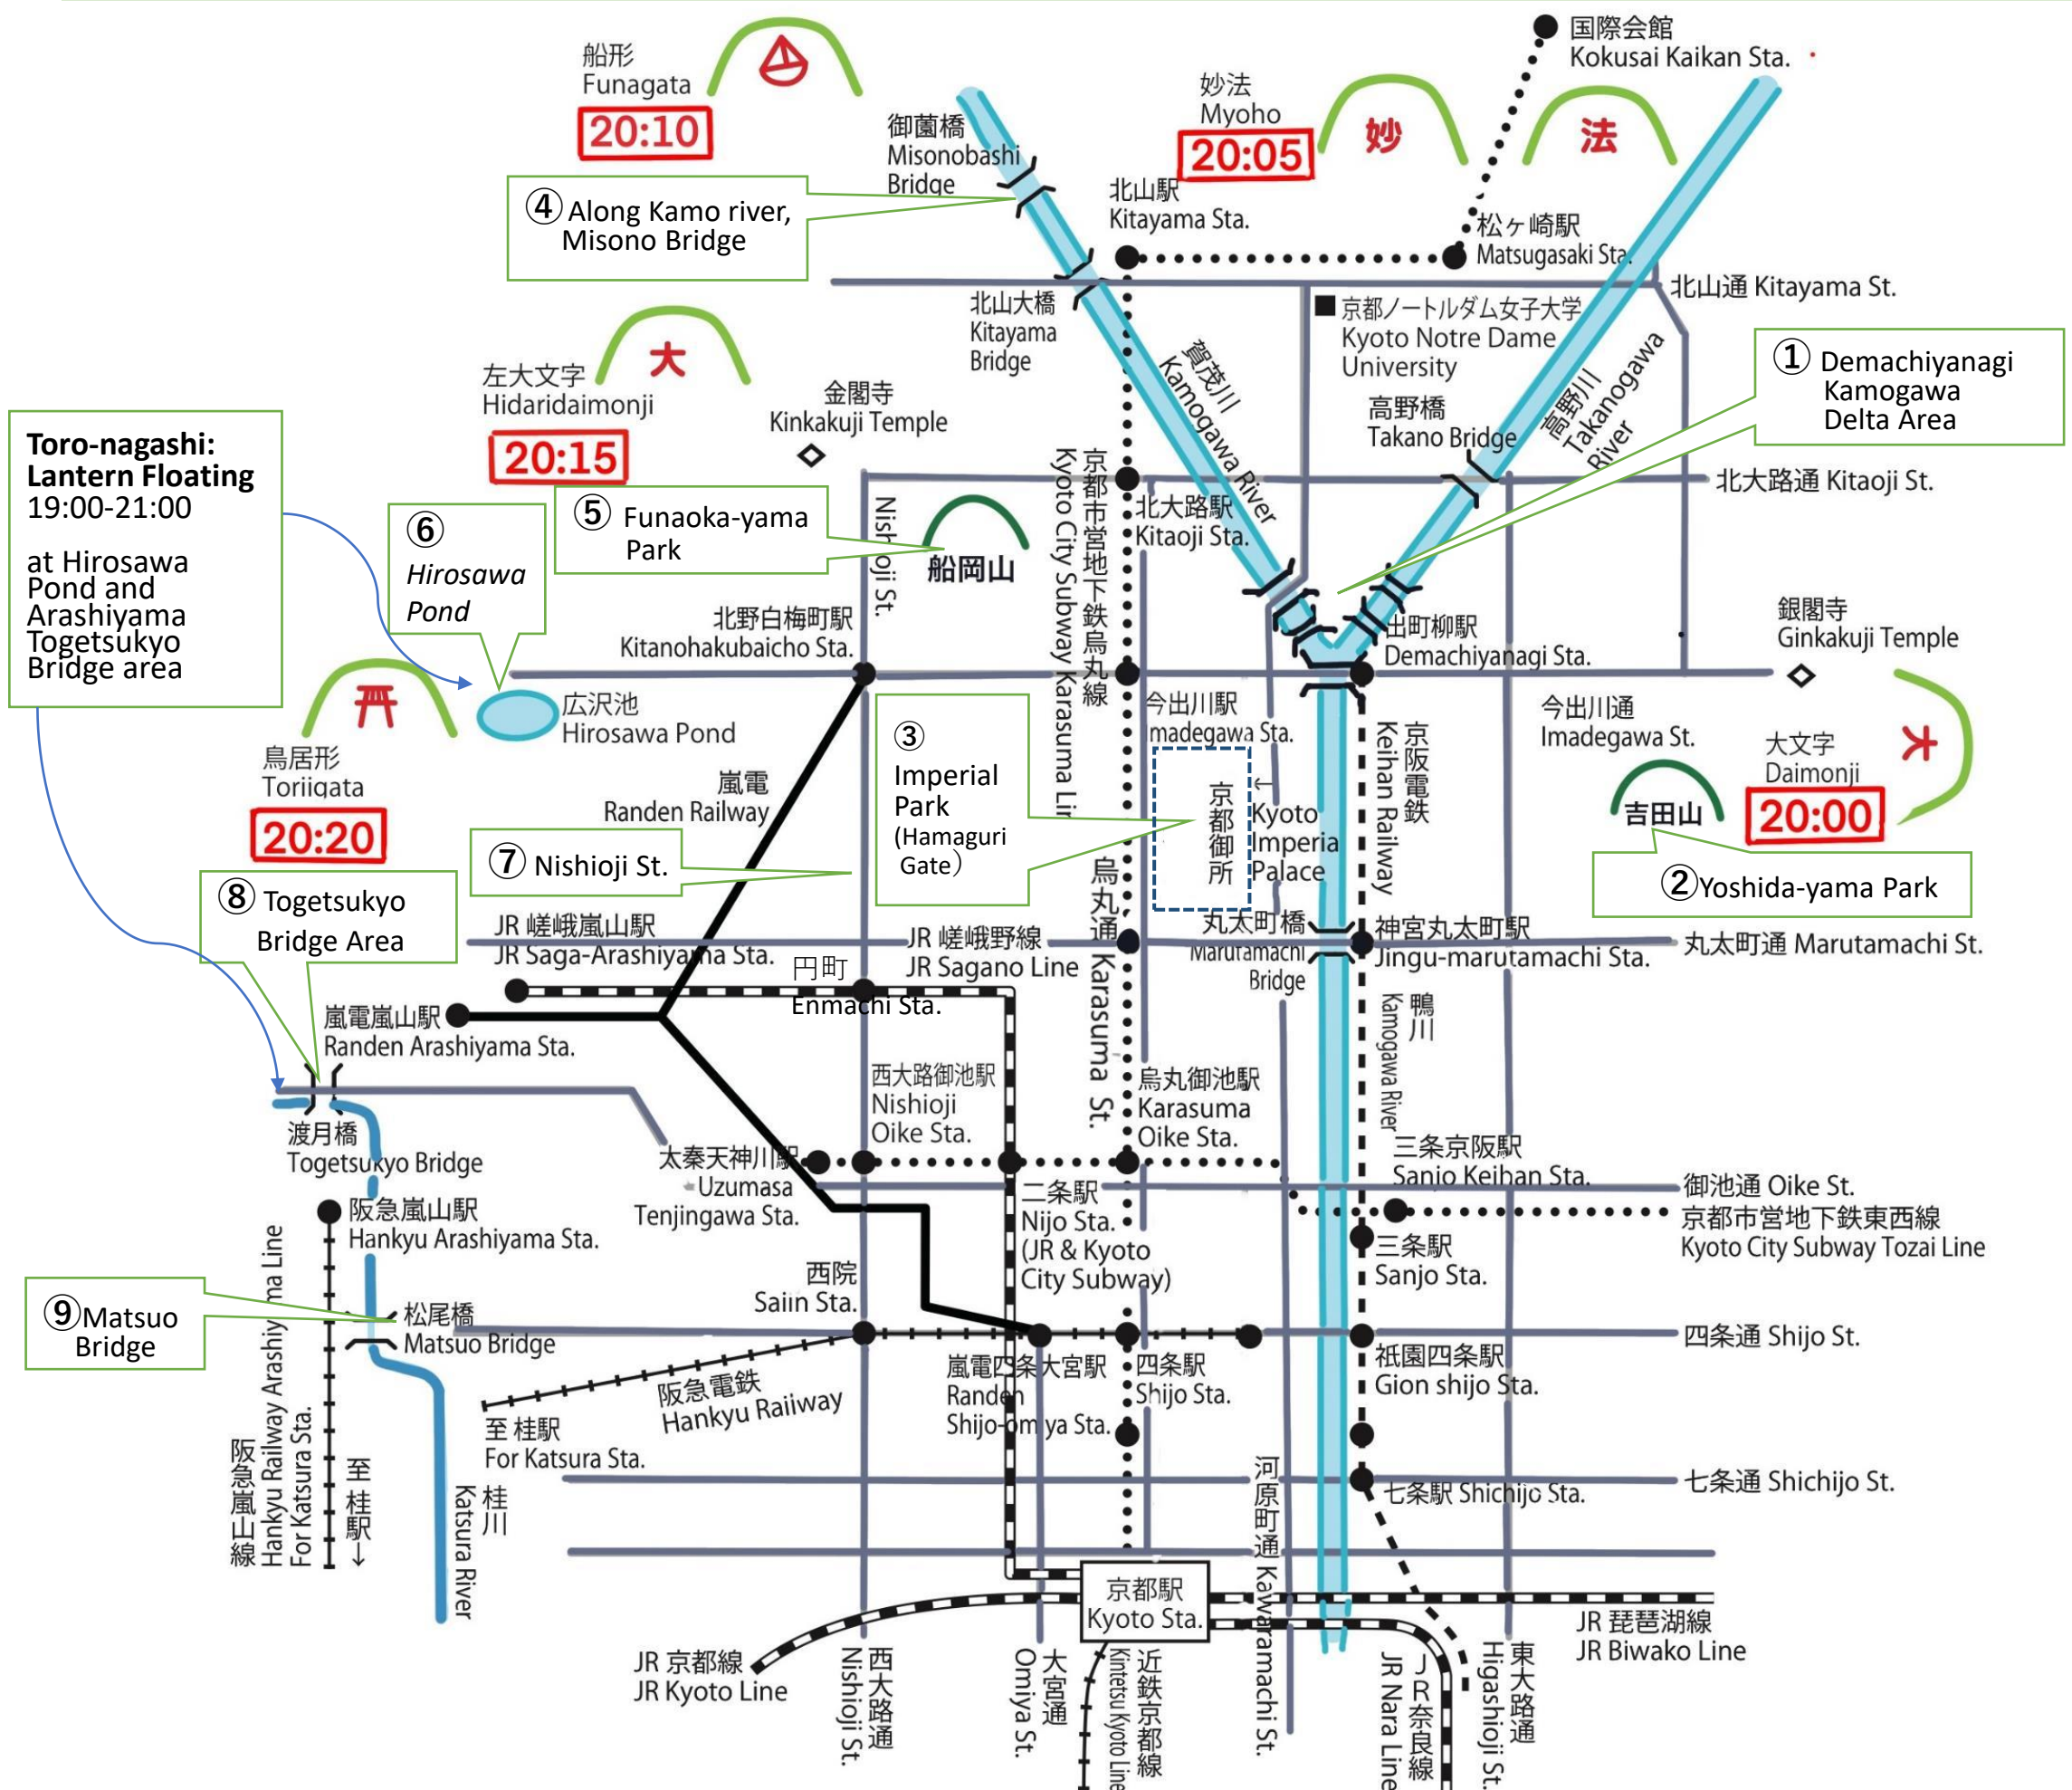 船形
Funagata
20:10
御薗橋
Misonobashi
Bridge
妙法
Myoho
20:05
妙
法
国際会館
Kokusai Kaikan Sta.
④ Along Kamo river,
Misono Bridge
北山駅
Kitayama Sta.
松ヶ崎駅
Matsugasaki Sta.
北山通 Kitayama St.
北山大橋
Kitayama
Bridge
京都ノートルダム女子大学
Kyoto Notre Dame
University
賀茂川
Kamogawa River
高野川
Takanogawa
River
① Demachiyanagi
Kamogawa
Delta Area
左大文字
Hidaridaimonji
20:15
大
金閣寺
Kinkakuji Temple
高野橋
Takano Bridge
北大路通 Kitaoji St.
Toro-nagashi:
Lantern Floating
19:00-21:00
at Hirosawa
Pond and
Arashiyama
Togetsukyo
Bridge area
⑥
Hirosawa
Pond
⑤ Funaoka-yama
Park
Nishioji St.
船岡山
京都市営地下鉄烏丸線
Kyoto City Subway Karasuma Lin
北大路駅
Kitaoji Sta.
北野白梅町駅
Kitanohakubaicho Sta.
出町柳駅
Demachiyanagi Sta.
銀閣寺
Ginkakuji Temple
広沢池
Hirosawa Pond
鳥居形
Toriigata
20:20
嵐電
Randen Railway
③
Imperial
Park
(Hamaguri
Gate）
今出川駅
Imadegawa Sta.
京都御所
←
Kyoto
Imperia
Palace
京阪電鉄
Keihan Railway
今出川通
Imadegawa St.
大文字
Daimonji
20:00
大
吉田山
②Yoshida-yama Park
⑦ Nishioji St.
⑧ Togetsukyo
Bridge Area
JR 嵯峨嵐山駅
JR Saga-Arashiyama Sta.
JR 嵯峨野線
JR Sagano Line
円町
Enmachi Sta.
烏丸通 Karasuma St.
丸太町橋
Marutamachi
Bridge
神宮丸太町駅
Jingu-marutamachi Sta.
丸太町通 Marutamachi St.
嵐電嵐山駅
Randen Arashiyama Sta.
鴨川
Kamogawa River
渡月橋
Togetsukyo Bridge
西大路御池駅
Nishioji
Oike Sta.
烏丸御池駅
Karasuma
Oike Sta.
三条京阪駅
Sanjo Keihan Sta.
太秦天神川駅
Uzumasa
Tenjingawa Sta.
二条駅
Nijo Sta.
(JR & Kyoto
City Subway)
御池通 Oike St.
京都市営地下鉄東西線
Kyoto City Subway Tozai Line
阪急嵐山駅
Hankyu Arashiyama Sta.
三条駅
Sanjo Sta.
⑨Matsuo
Bridge
松尾橋
Matsuo Bridge
西院
Saiin Sta.
四条通 Shijo St.
阪急電鉄
Hankyu Raiiway
至 桂駅
For Katsura Sta.
嵐電四条大宮駅
Randen
Shijo-omiya Sta.
四条駅
Shijo Sta.
祇園四条駅
Gion shijo Sta.
阪急嵐山線
Hankyu Railway Arashiyama Line
For Katsura Sta.
至 桂駅→
桂川
Katsura River
七条駅 Shichijo Sta.
七条通 Shichijo St.
河原町通 Kawaramachi St.
京都駅
Kyoto Sta.
JR 琵琶湖線
JR Biwako Line
JR 京都線
JR Kyoto Line
西大路通
Nishioji St.
大宮通
Omiya St.
近鉄京都線
Kintetsu Kyoto Line
ＪＲ奈良線
JR Nara Line
東大路通
Higashioji St.